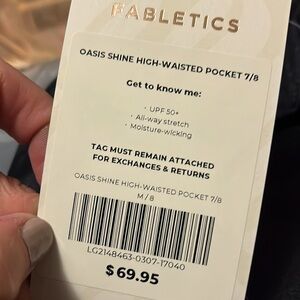 FABLETICS
OASIS SHINE HIGH-WAISTED POCKET 7/8
Get to know me:
· UPF 50+
· All-way stretch
· Moisture-wicking
TAG MUST REMAIN ATTACHED
FOR EXCHANGES & RETURNS
OASIS SHINE HIGH-WAISTED POCKET 7/8
M / 8
LG2148463-0307-17040
$69.95